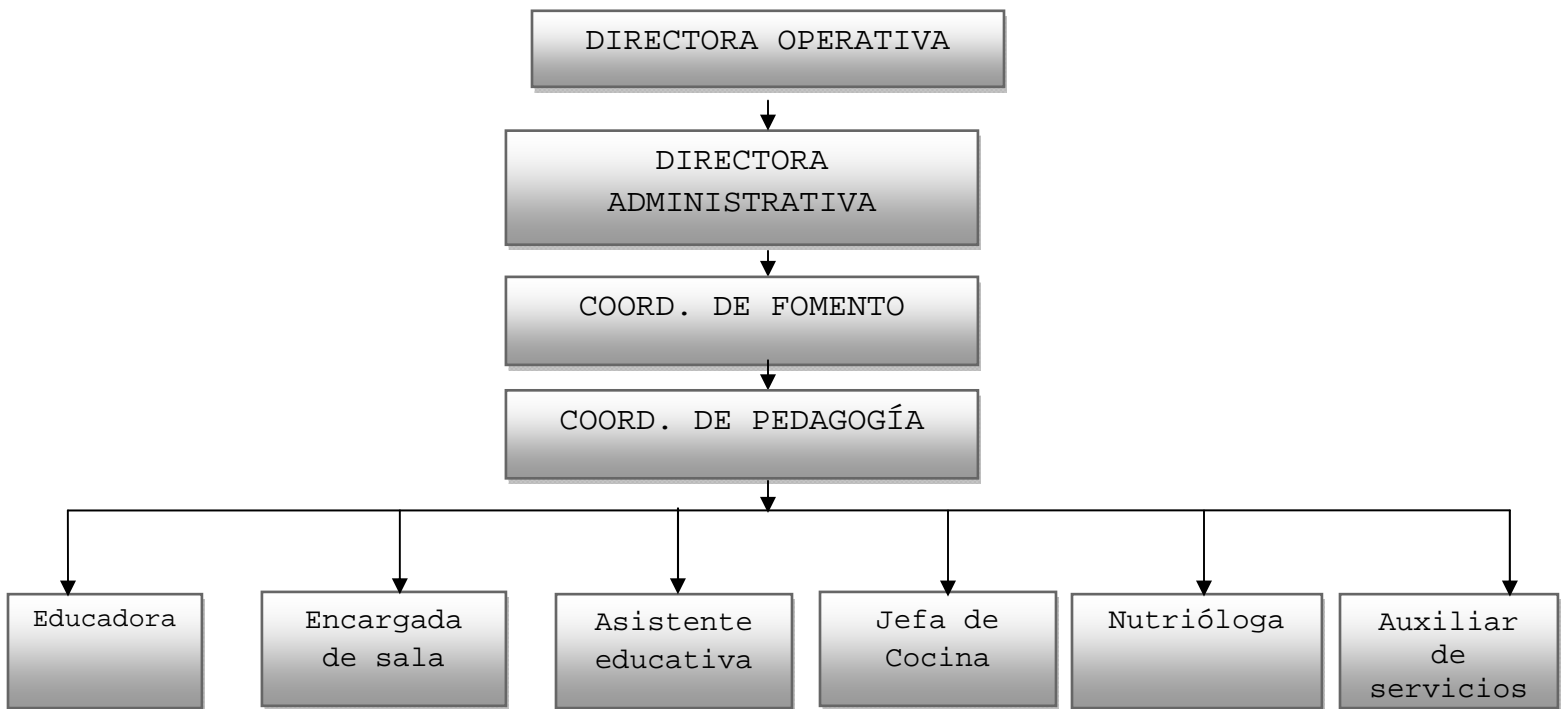 DIRECTORA OPERATIVA
DIRECTORA
ADMINISTRATIVA
COORD. DE FOMENTO
COORD. DE PEDAGOGÍA
Educadora
Encargada
de sala
Asistente
educativa
Jefa de
Cocina
Nutrióloga
Auxiliar
de
servicios